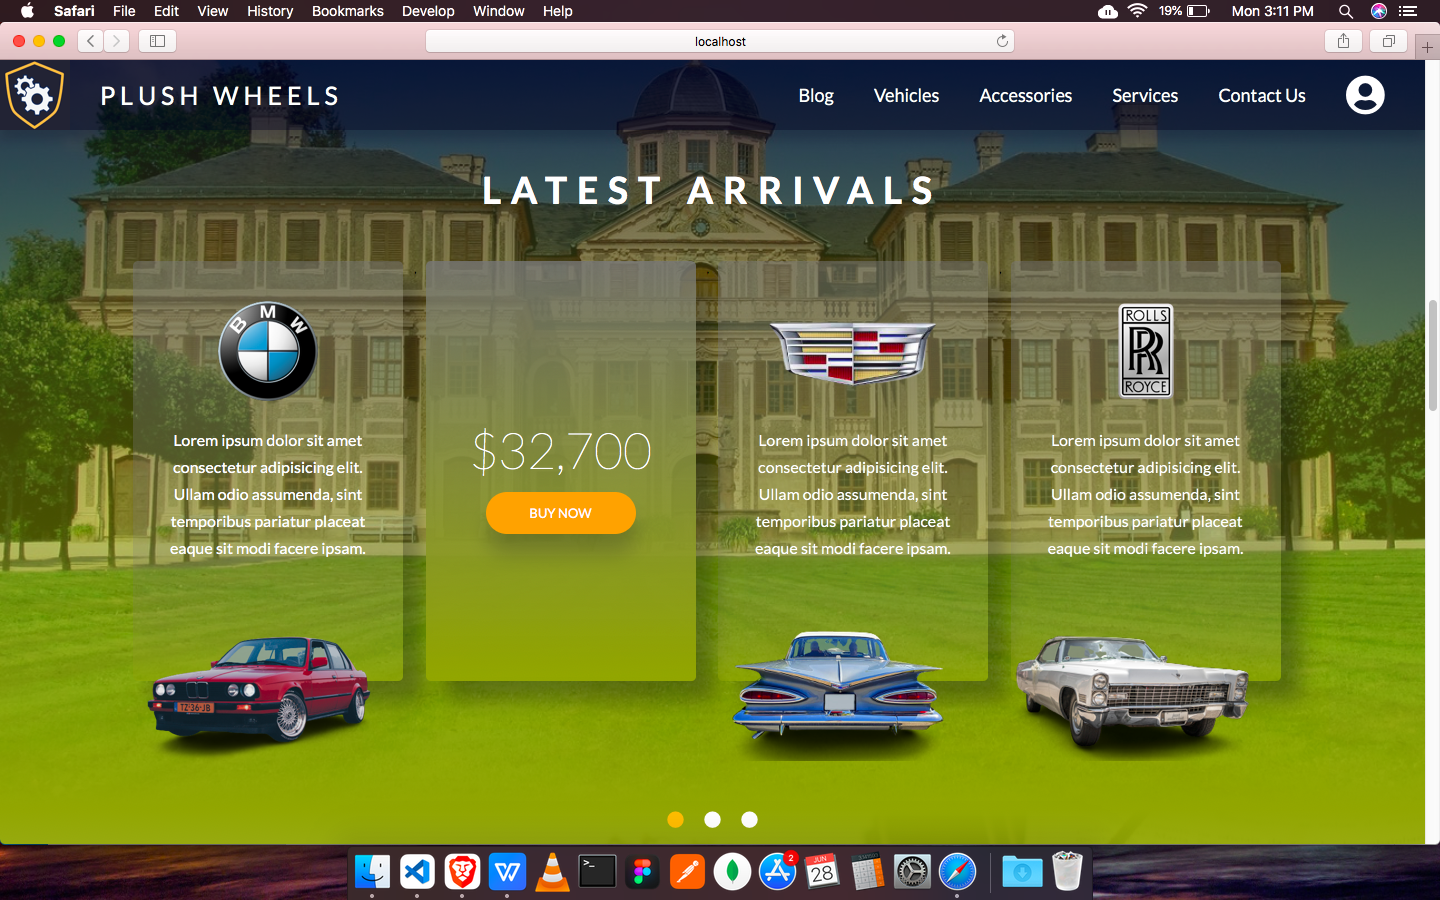 Safari File Edit View History Bookmarks Develop Window Help 19% Mon 3:11 PM
localhost
PLUSH WHEELS Blog Vehicles Accessories Services Contact Us
LATEST ARRIVALS
BMW
Lorem ipsum dolor sit amet
consectetur adipisicing elit.
Ullam odio assumenda, sint
temporibus pariatur placeat
eaque sit modi facere ipsam.
TZ-36-JB
$32,700
BUY NOW
Lorem ipsum dolor sit amet
consectetur adipisicing elit.
Ullam odio assumenda, sint
temporibus pariatur placeat
eaque sit modi facere ipsam.
ROLLS
RR
ROYCE
Lorem ipsum dolor sit amet
consectetur adipisicing elit.
Ullam odio assumenda, sint
temporibus pariatur placeat
eaque sit modi facere ipsam.
>_
W
2
JUN
28